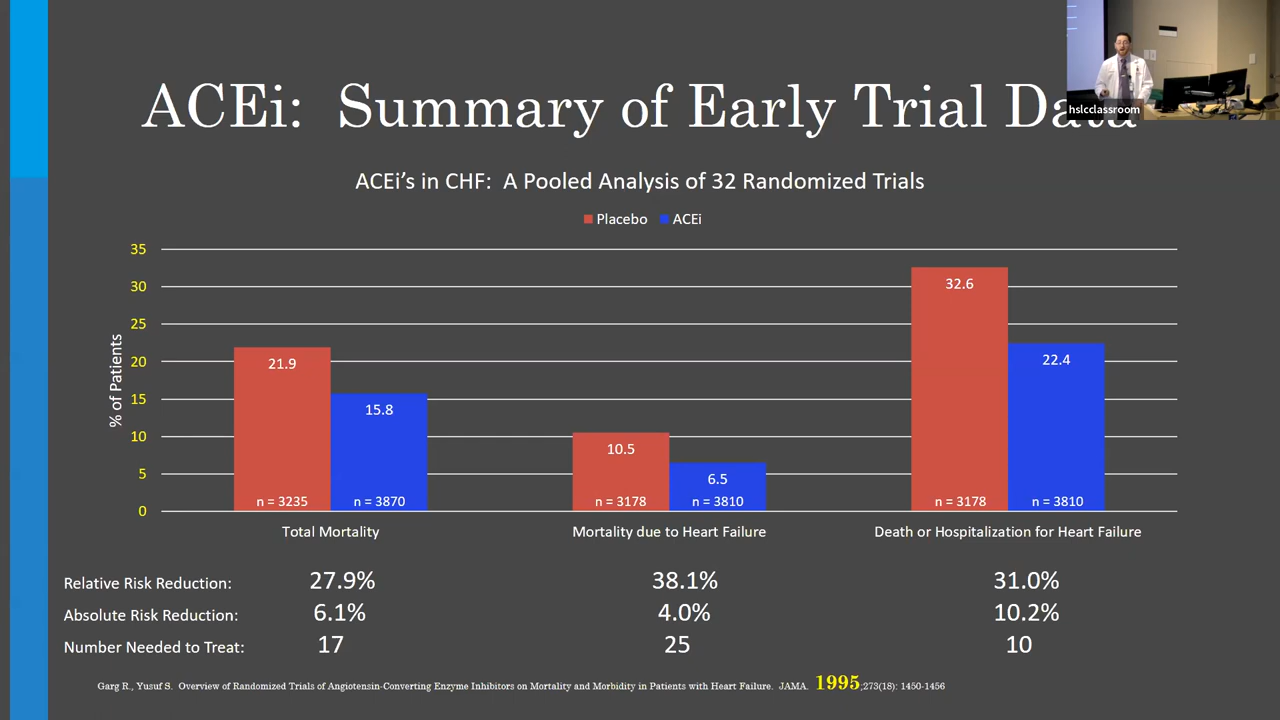 ACEi: Summary of Early Trial Data
hslcclassroom
ACEi's in CHF: A Pooled Analysis of 32 Randomized Trials
Placebo ACEi
35
30
25
20
15
10
5
0
% of Patients
21.9
15.8
10.5
6.5
32.6
22.4
n = 3235 n = 3870 n = 3178 n = 3810 n = 3178 n = 3810
Total Mortality Mortality due to Heart Failure Death or Hospitalization for Heart Failure
Relative Risk Reduction: 27.9% 38.1% 31.0%
Absolute Risk Reduction: 6.1% 4.0% 10.2%
Number Needed to Treat: 17 25 10
Garg R., Yusuf S. Overview of Randomized Trials of Angiotensin-Converting Enzyme Inhibitors on Mortality and Morbidity in Patients with Heart Failure. JAMA. 1995;273(18): 1450-1456